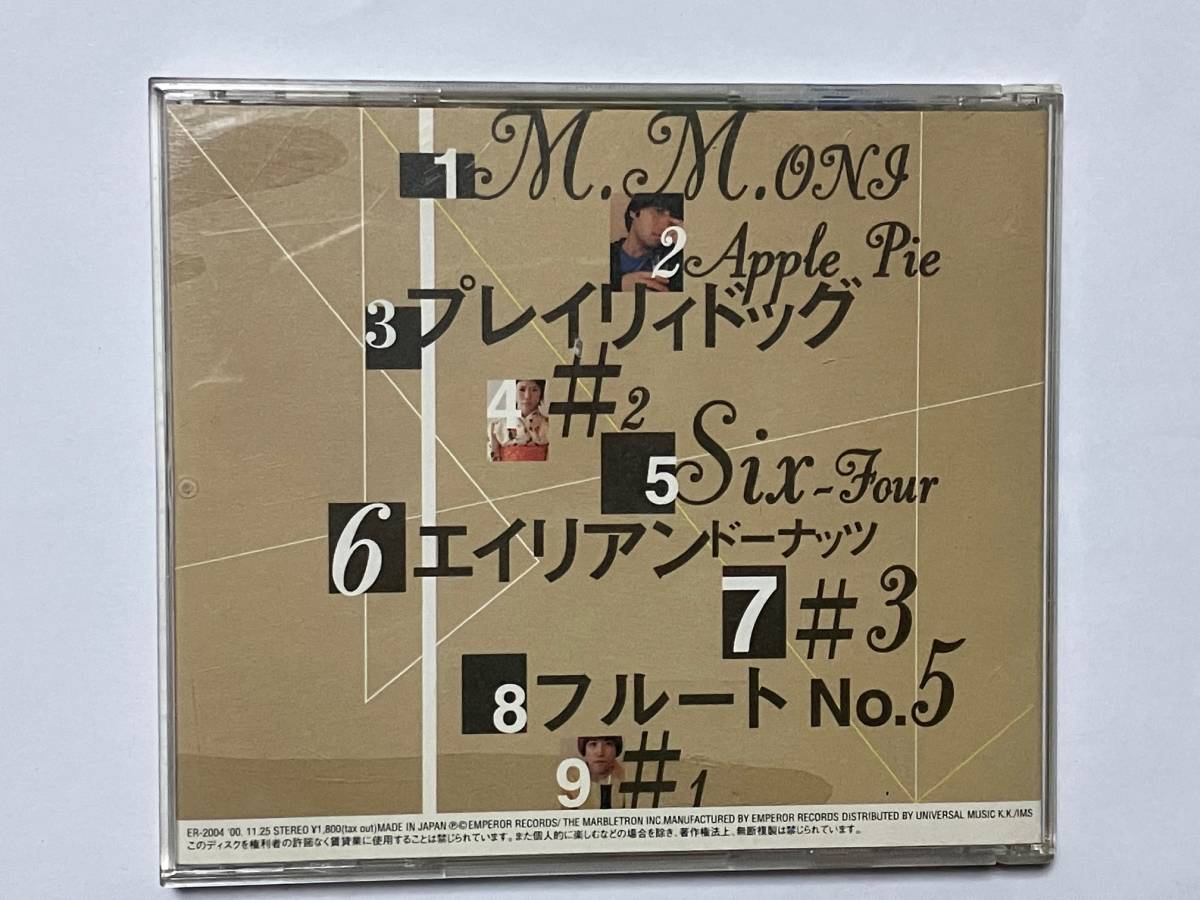 1 M.M.ONI
2 Apple Pie
3 プレイリィドッグ
4 #2
5 Six-Four
6 エイリアンドーナッツ
7 #3
8 フルート No.5
9 #1
ER-2004 '00. 11.25 STEREO ¥1,800(tax out)MADE IN JAPAN ℗©EMPEROR RECORDS/ THE MARBLETRON INC.MANUFACTURED BY EMPEROR RECORDS DISTRIBUTED BY UNIVERSAL MUSIC K.K./IMS
このディスクを権利者の許諾なく賃貸業に使用することは禁じられています。また個人的に楽しむなどの場合を除き、著作権法上、無断複製は禁じられています。